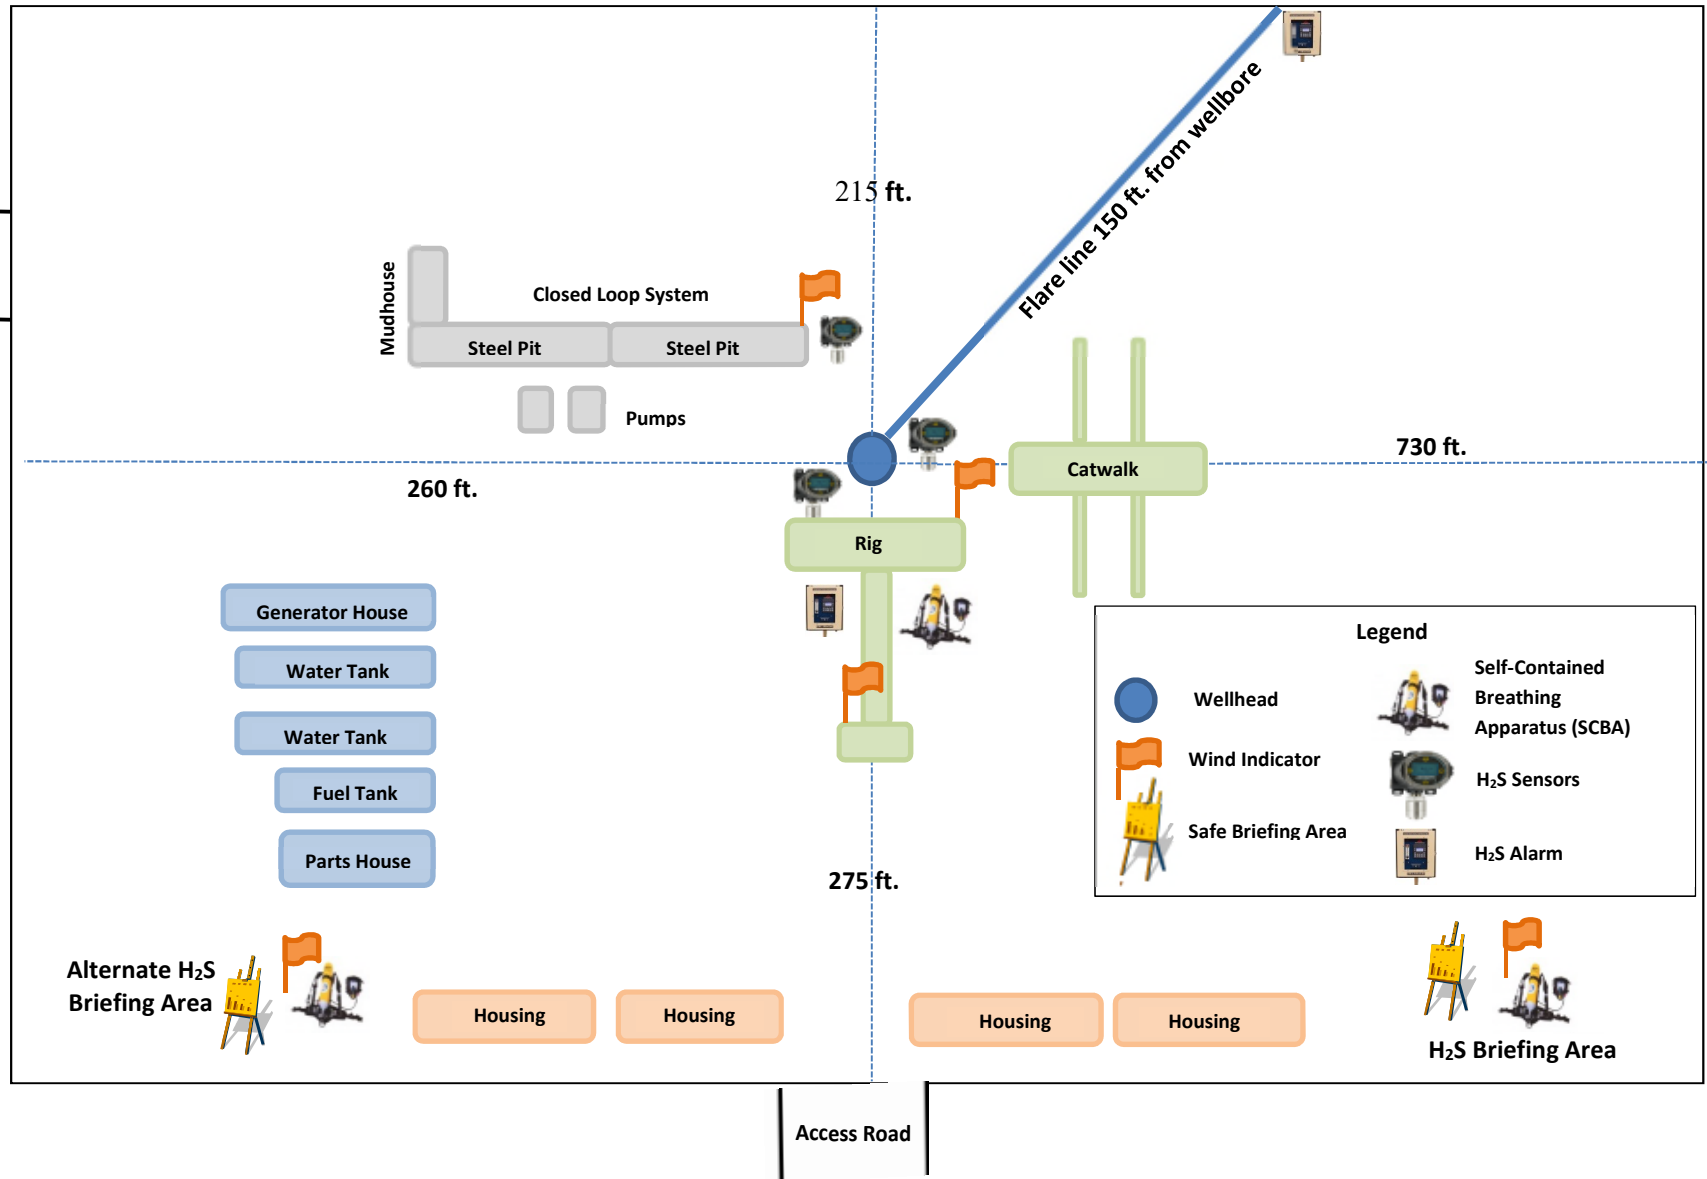 215 ft.
Flare line 150 ft. from wellbore
Mudhouse
Closed Loop System
Steel Pit
Steel Pit
Pumps
260 ft.
730 ft.
Catwalk
Rig
Generator House
Water Tank
Water Tank
Fuel Tank
Parts House
275 ft.
Legend
Wellhead
Wind Indicator
Safe Briefing Area
Self-Contained
Breathing
Apparatus (SCBA)
H₂S Sensors
H₂S Alarm
Alternate H₂S
Briefing Area
Housing
Housing
Housing
Housing
H₂S Briefing Area
Access Road